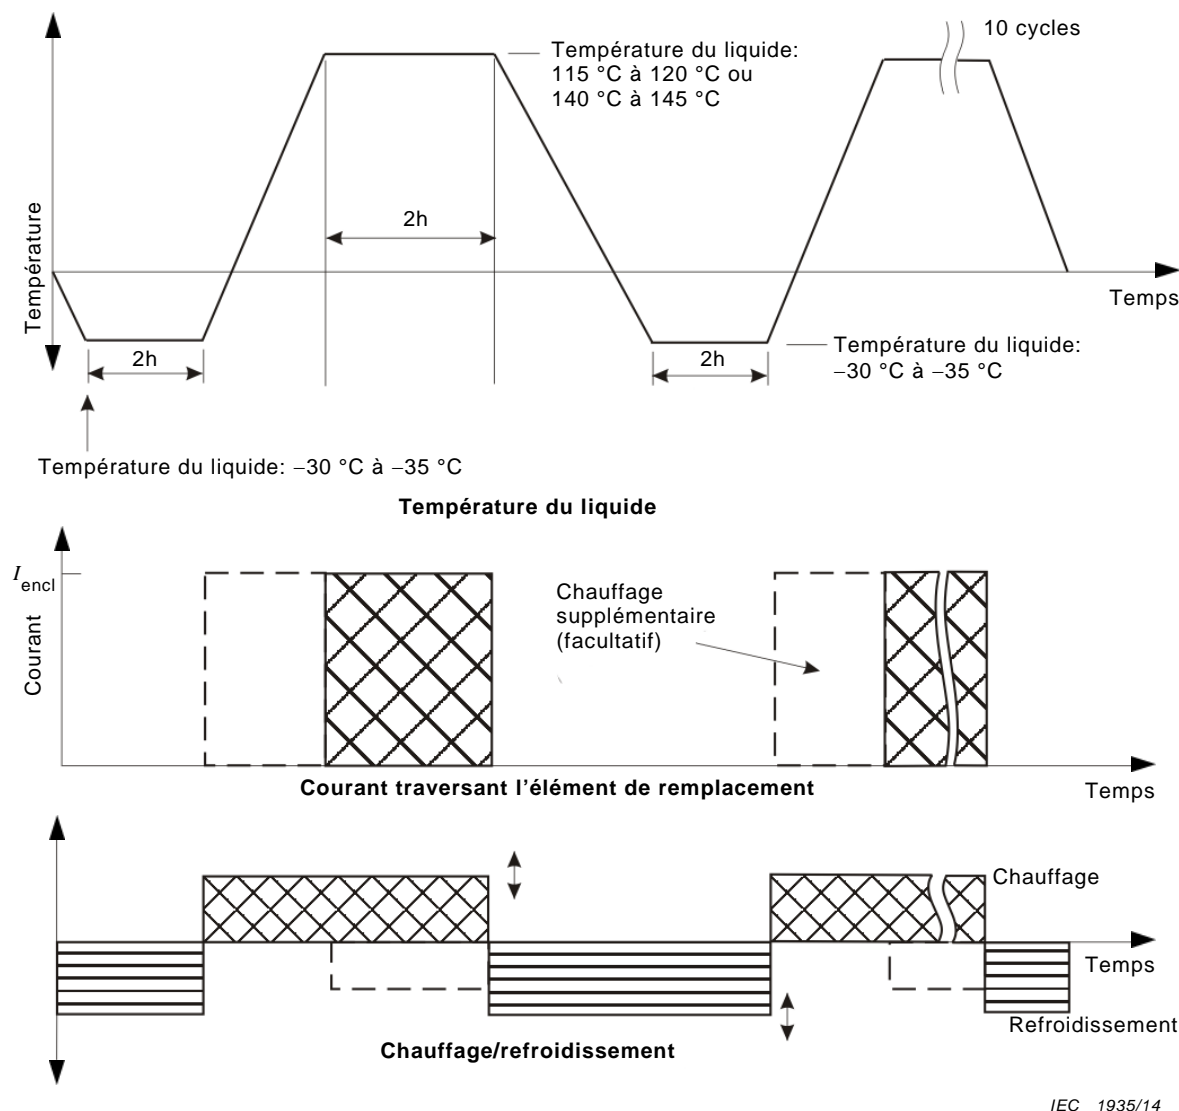 10 cycles
Température du liquide:
115 °C à 120 °C ou
140 °C à 145 °C
Température
2h
Temps
2h
2h
Température du liquide:
–30 °C à –35 °C
Température du liquide: –30 °C à –35 °C
Température du liquide
Iencl
Courant
Chauffage
supplémentaire
(facultatif)
Courant traversant l’élément de remplacement
Temps
Chauffage
Temps
Refroidissement
Chauffage/refroidissement
IEC 1935/14